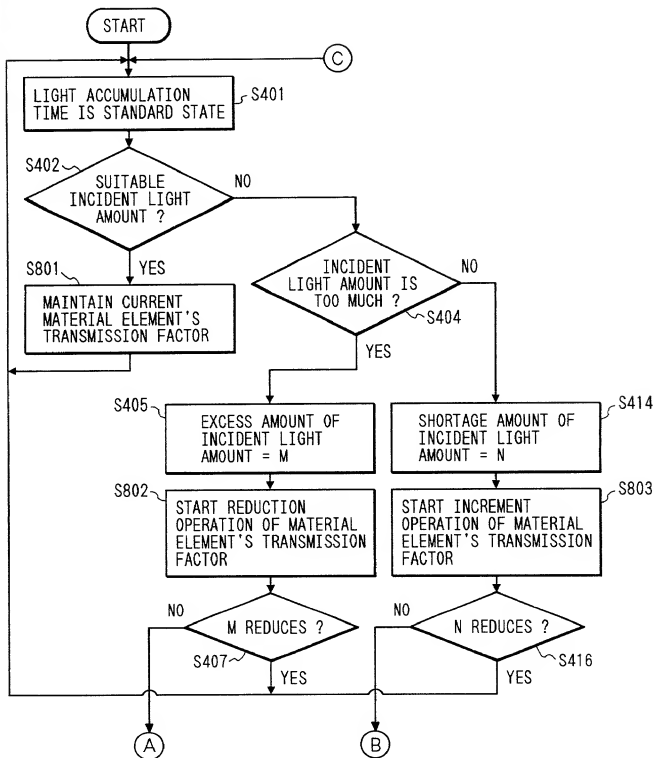 START
C
LIGHT ACCUMULATION
TIME IS STANDARD STATE
S401
S402
SUITABLE
INCIDENT LIGHT
AMOUNT ?
NO
YES
S801
MAINTAIN CURRENT
MATERIAL ELEMENT'S
TRANSMISSION FACTOR
INCIDENT
LIGHT AMOUNT IS
TOO MUCH ?
NO
S404
YES
S405
EXCESS AMOUNT OF
INCIDENT LIGHT
AMOUNT = M
SHORTAGE AMOUNT OF
INCIDENT LIGHT
AMOUNT = N
S414
S802
START REDUCTION
OPERATION OF MATERIAL
ELEMENT'S TRANSMISSION
FACTOR
START INCREMENT
OPERATION OF MATERIAL
ELEMENT'S TRANSMISSION
FACTOR
S803
NO
M REDUCES ?
S407
YES
NO
N REDUCES ?
S416
YES
A
B